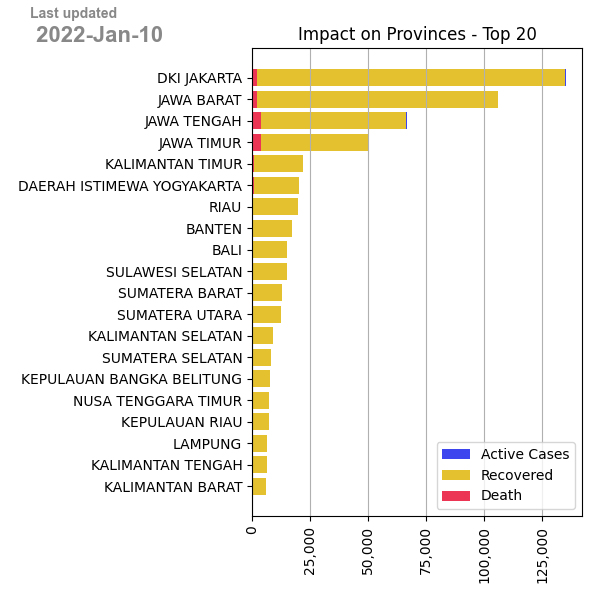 Last updated
2022-Jan-10
Impact on Provinces - Top 20
DKI JAKARTA
JAWA BARAT
JAWA TENGAH
JAWA TIMUR
KALIMANTAN TIMUR
DAERAH ISTIMEWA YOGYAKARTA
RIAU
BANTEN
BALI
SULAWESI SELATAN
SUMATERA BARAT
SUMATERA UTARA
KALIMANTAN SELATAN
SUMATERA SELATAN
KEPULAUAN BANGKA BELITUNG
NUSA TENGGARA TIMUR
KEPULAUAN RIAU
LAMPUNG
KALIMANTAN TENGAH
KALIMANTAN BARAT
Active Cases
Recovered
Death
0
25,000
50,000
75,000
100,000
125,000